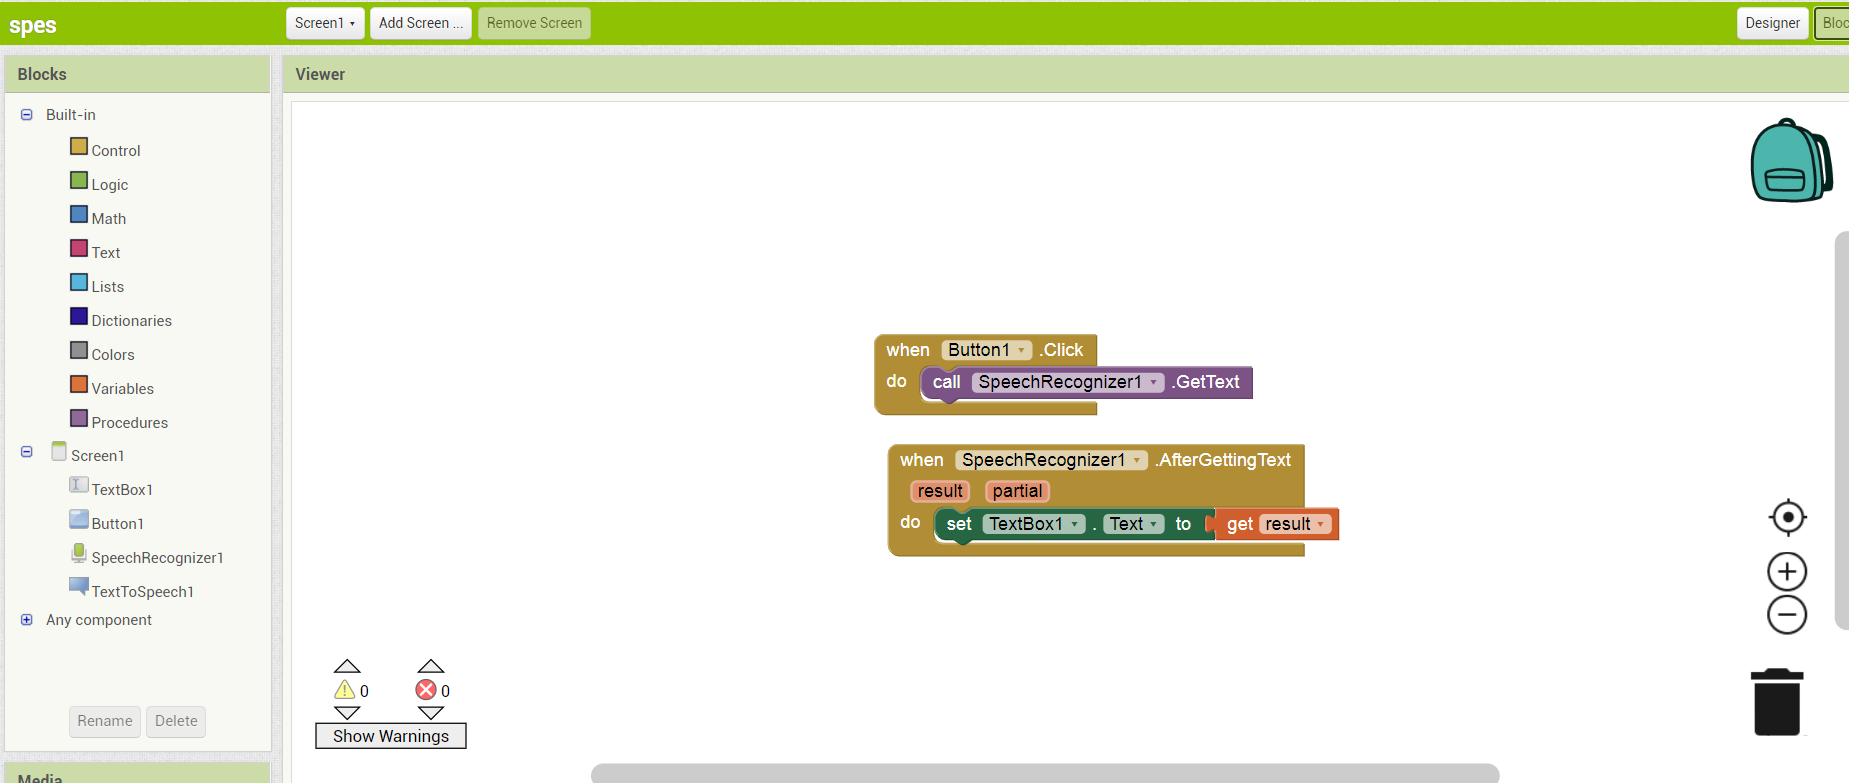 spes
Screen1
Add Screen ...
Remove Screen
Designer
Blocks
Viewer
Built-in
Control
Logic
Math
Text
Lists
Dictionaries
Colors
Variables
Procedures
Screen1
TextBox1
Button1
SpeechRecognizer1
TextToSpeech1
Any component
Rename
Delete
when Button1 .Click
do call SpeechRecognizer1 .GetText
when SpeechRecognizer1 .AfterGettingText
result partial
do set TextBox1 . Text to get result
0 0
Show Warnings
Media